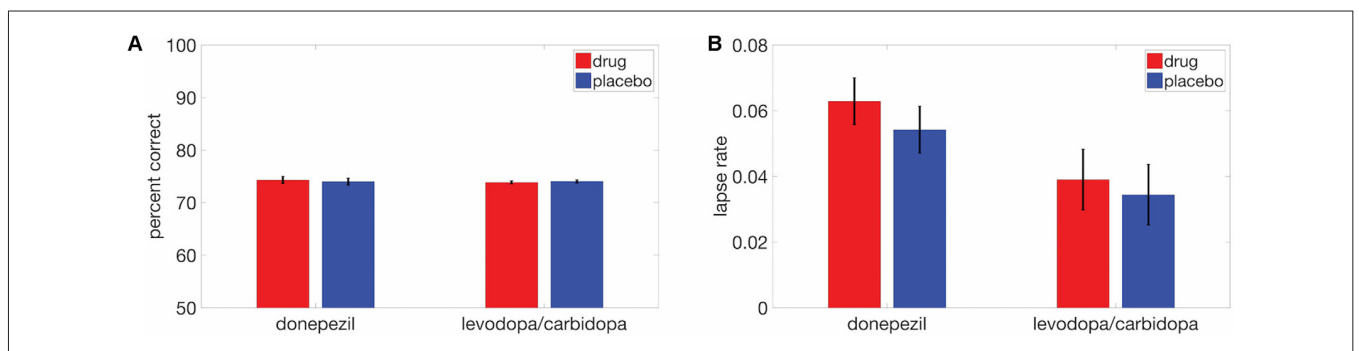 A
percent correct
100
90
80
70
60
50
drug
placebo
donepezil
levodopa/carbidopa
B
lapse rate
0.08
0.06
0.04
0.02
0
drug
placebo
donepezil
levodopa/carbidopa